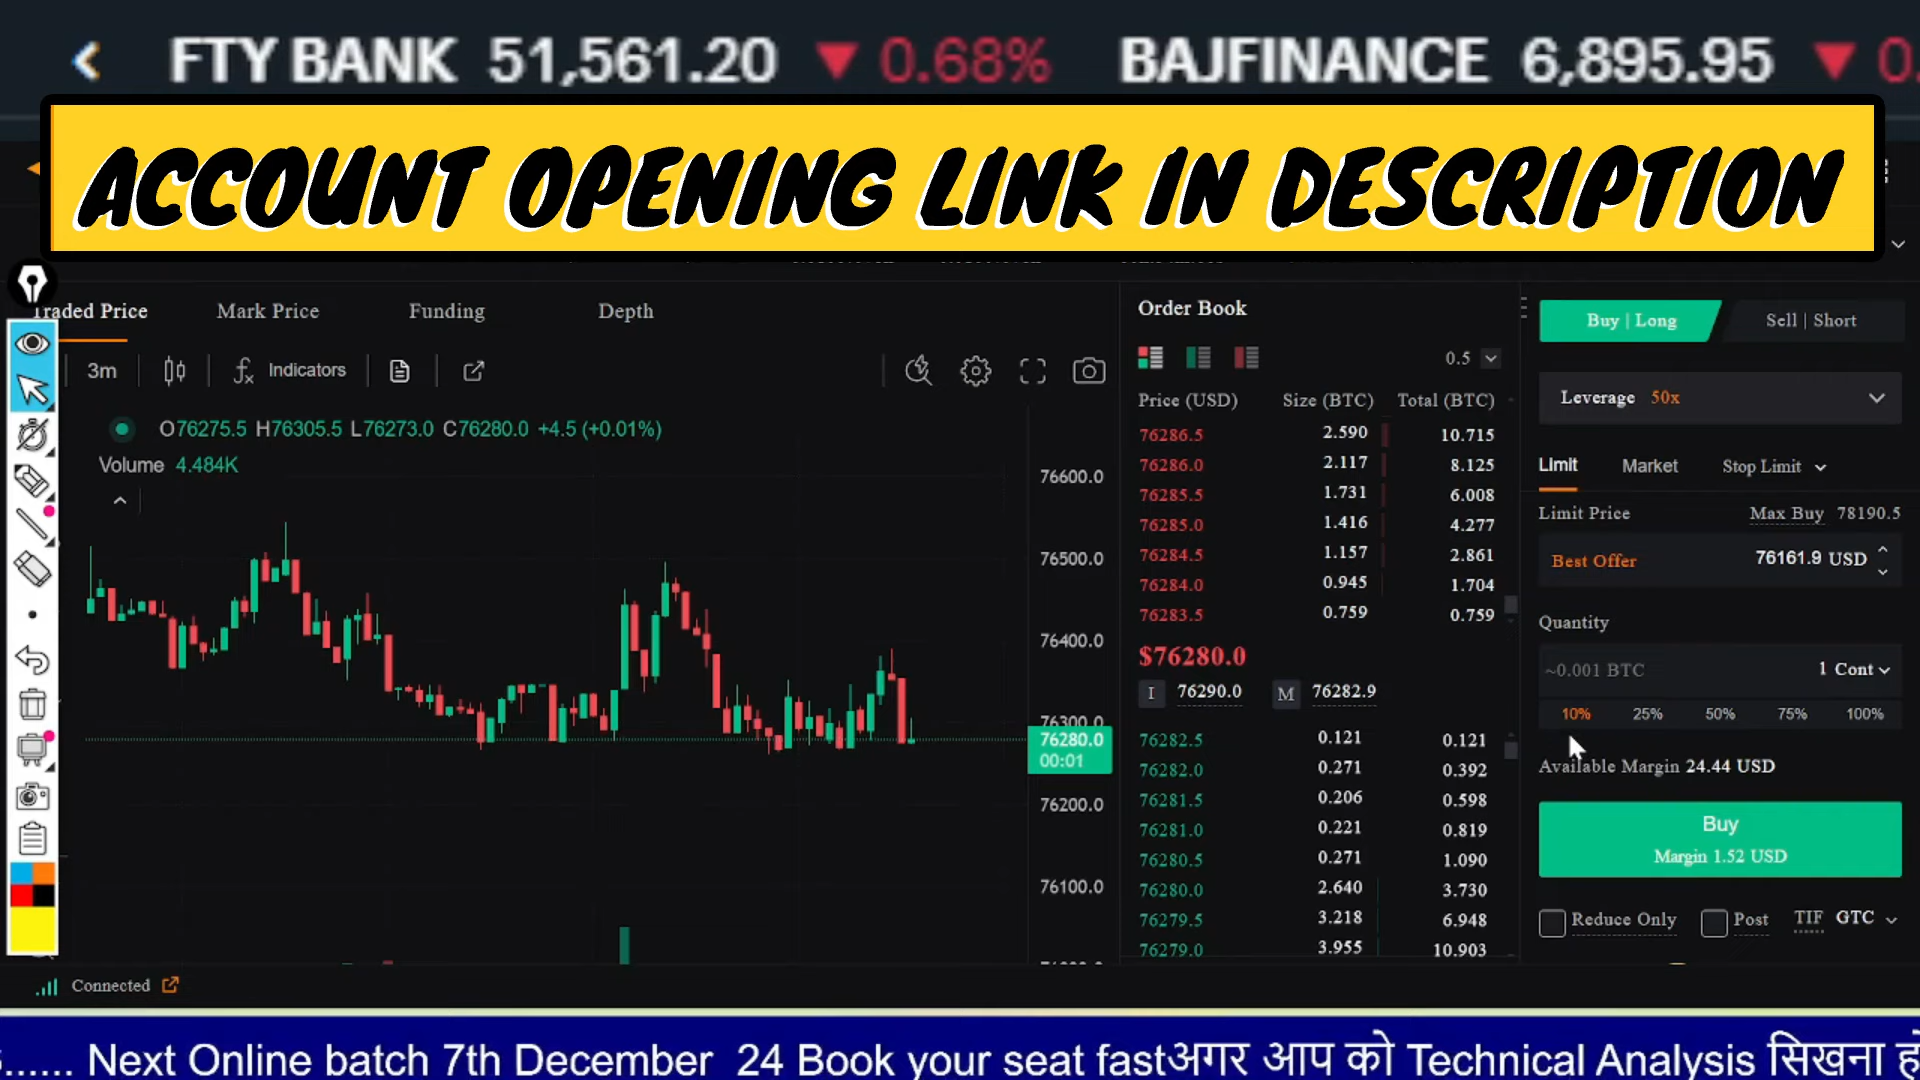 FTY BANK 51,561.20 ▼ 0.68% BAJFINANCE 6,895.95 ▼ 0.
ACCOUNT OPENING LINK IN DESCRIPTION
Traded Price Mark Price Funding Depth
3m Indicators
O76275.5 H76305.5 L76273.0 C76280.0 +4.5 (+0.01%)
Volume 4.484K
76600.0
76500.0
76400.0
76300.0
76280.0
00:01
76200.0
76100.0
Order Book
0.5
Price (USD) Size (BTC) Total (BTC)
76286.5 2.590 10.715
76286.0 2.117 8.125
76285.5 1.731 6.008
76285.0 1.416 4.277
76284.5 1.157 2.861
76284.0 0.945 1.704
76283.5 0.759 0.759
$76280.0
I 76290.0 M 76282.9
76282.5 0.121 0.121
76282.0 0.271 0.392
76281.5 0.206 0.598
76281.0 0.221 0.819
76280.5 0.271 1.090
76280.0 2.640 3.730
76279.5 3.218 6.948
76279.0 3.955 10.903
Buy | Long Sell | Short
Leverage 50x
Limit Market Stop Limit
Limit Price Max Buy 78190.5
Best Offer 76161.9 USD
Quantity
~0.001 BTC 1 Cont
10% 25% 50% 75% 100%
Available Margin 24.44 USD
Buy
Margin 1.52 USD
Reduce Only Post TIF GTC
Connected
...... Next Online batch 7th December 24 Book your seat fastअगर आप को Technical Analysis सिखना